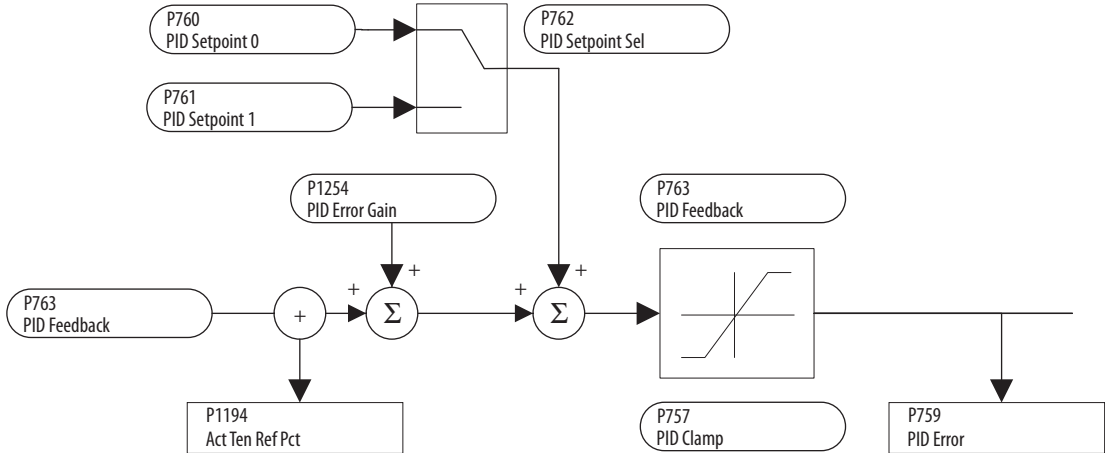 P760
PID Setpoint 0
P762
PID Setpoint Sel
P761
PID Setpoint 1
P1254
PID Error Gain
P763
PID Feedback
+
+
P763
PID Feedback
+
+
Σ
+
Σ
P1194
Act Ten Ref Pct
P757
PID Clamp
P759
PID Error